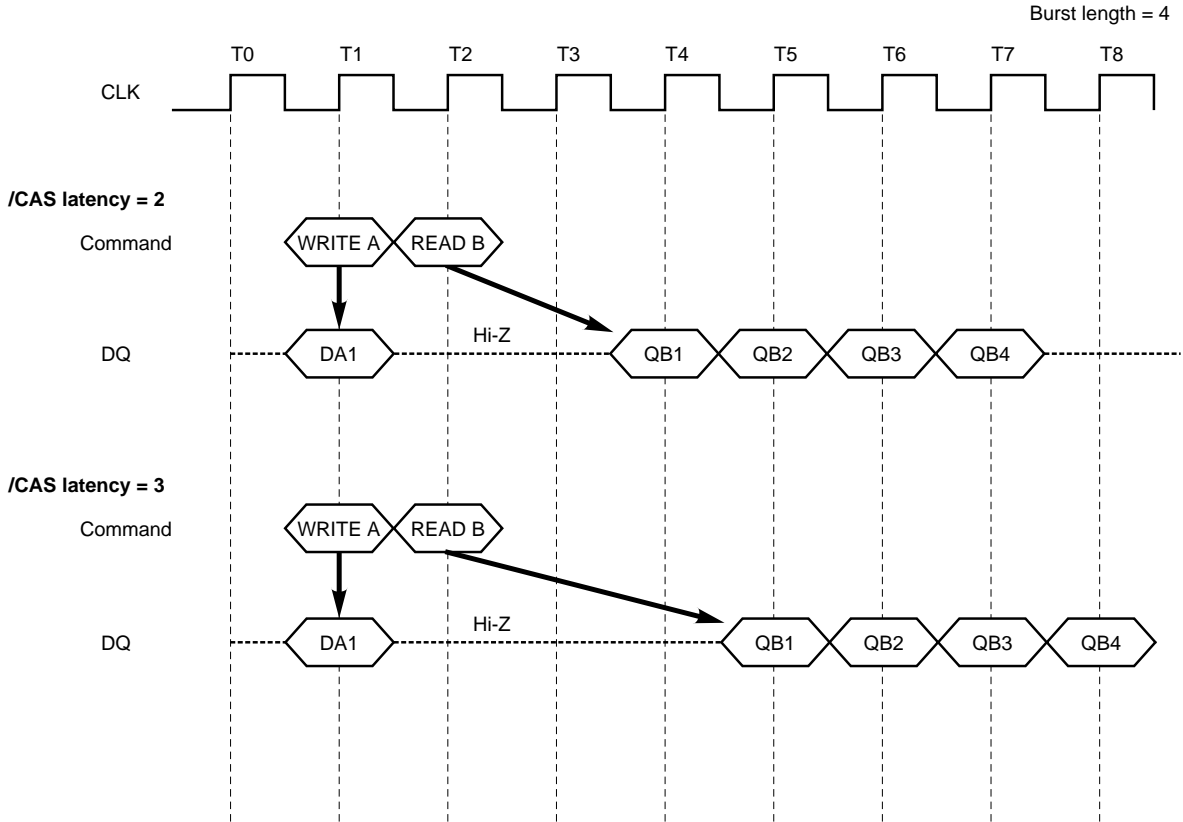 Burst length = 4
T0 T1 T2 T3 T4 T5 T6 T7 T8
CLK
/CAS latency = 2
Command WRITE A READ B
Hi-Z
DQ DA1 QB1 QB2 QB3 QB4
/CAS latency = 3
Command WRITE A READ B
Hi-Z
DQ DA1 QB1 QB2 QB3 QB4